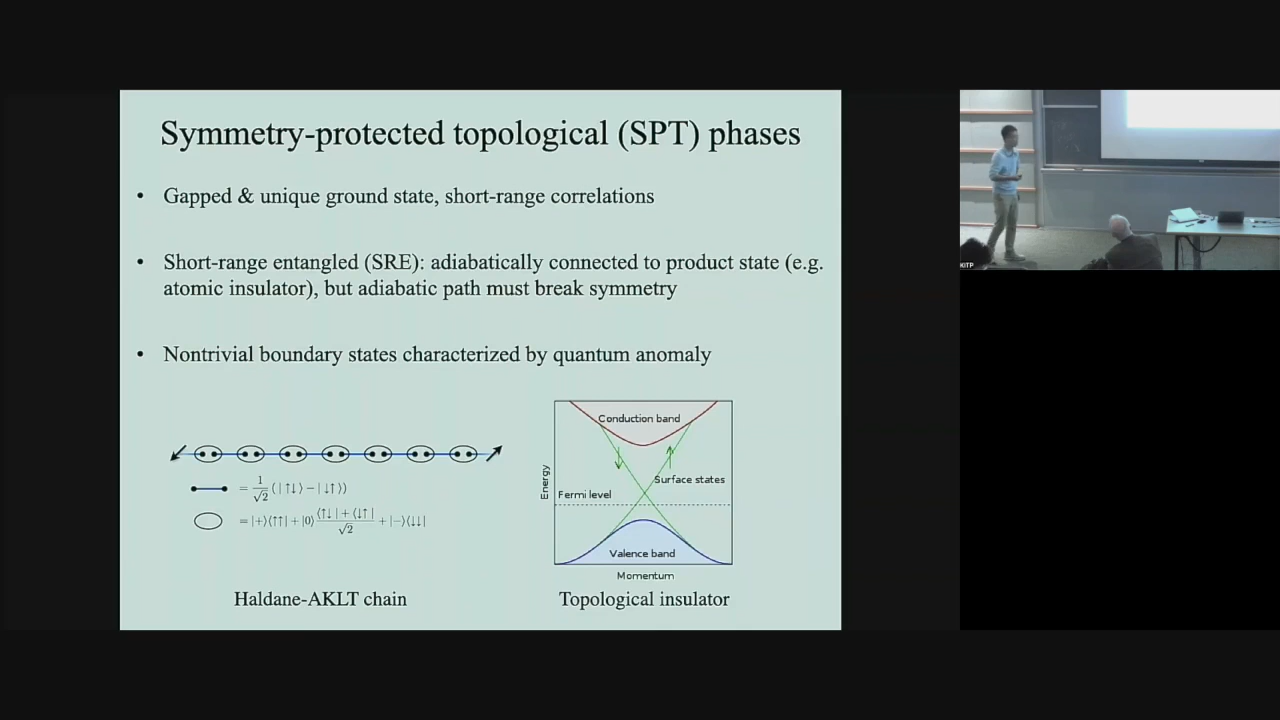 Symmetry-protected topological (SPT) phases
• Gapped & unique ground state, short-range correlations
• Short-range entangled (SRE): adiabatically connected to product state (e.g.
atomic insulator), but adiabatic path must break symmetry
• Nontrivial boundary states characterized by quantum anomaly
= 1/√2 (|↑↓⟩ − |↓↑⟩)
= |+⟩⟨↑↑| + |0⟩ (⟨↑↓| + ⟨↓↑|)/√2 + |−⟩⟨↓↓|
Haldane-AKLT chain
Conduction band
Surface states
Energy
Fermi level
Valence band
Momentum
Topological insulator
KITP